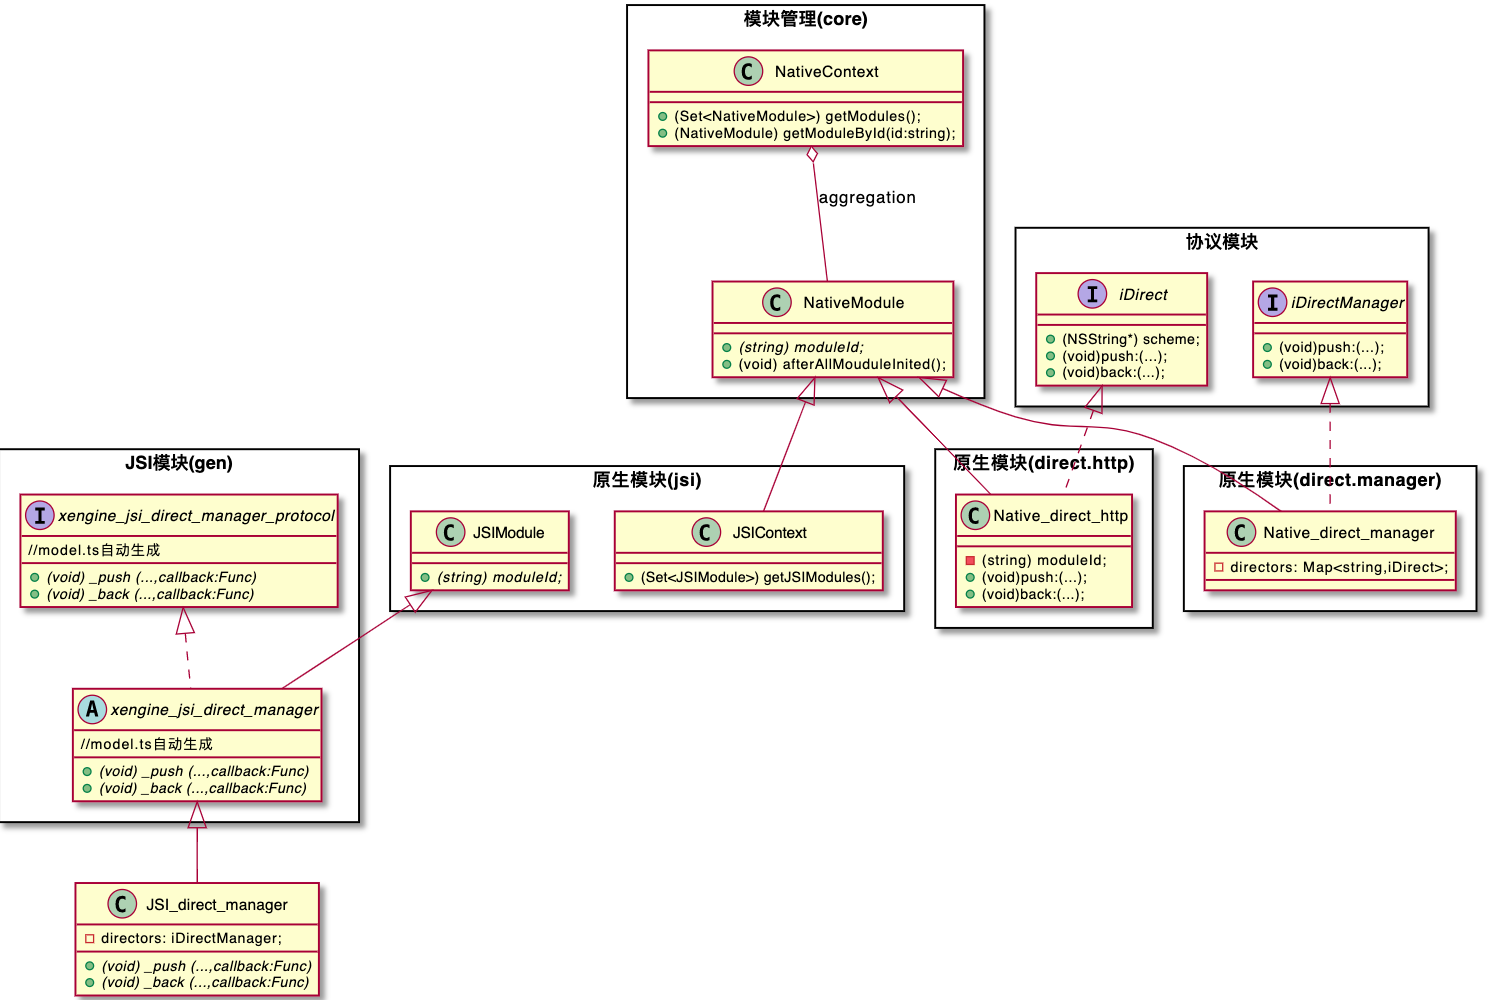 模块管理(core)
C NativeContext
(Set<NativeModule>) getModules();
(NativeModule) getModuleById(id:string);
aggregation
C NativeModule
(string) moduleId;
(void) afterAllMouduleInited();
协议模块
I iDirect
(NSString*) scheme;
(void)push:(...);
(void)back:(...);
I iDirectManager
(void)push:(...);
(void)back:(...);
JSI模块(gen)
I xengine_jsi_direct_manager_protocol
//model.ts自动生成
(void) _push (...,callback:Func)
(void) _back (...,callback:Func)
A xengine_jsi_direct_manager
//model.ts自动生成
(void) _push (...,callback:Func)
(void) _back (...,callback:Func)
原生模块(jsi)
C JSIModule
(string) moduleId;
C JSIContext
(Set<JSIModule>) getJSIModules();
原生模块(direct.http)
C Native_direct_http
(string) moduleId;
(void)push:(...);
(void)back:(...);
原生模块(direct.manager)
C Native_direct_manager
directors: Map<string,iDirect>;
C JSI_direct_manager
directors: iDirectManager;
(void) _push (...,callback:Func)
(void) _back (...,callback:Func)